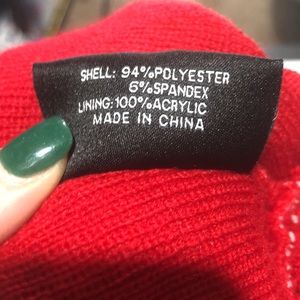 SHELL: 94%POLYESTER
6%SPANDEX
LINING:100%ACRYLIC
MADE IN CHINA